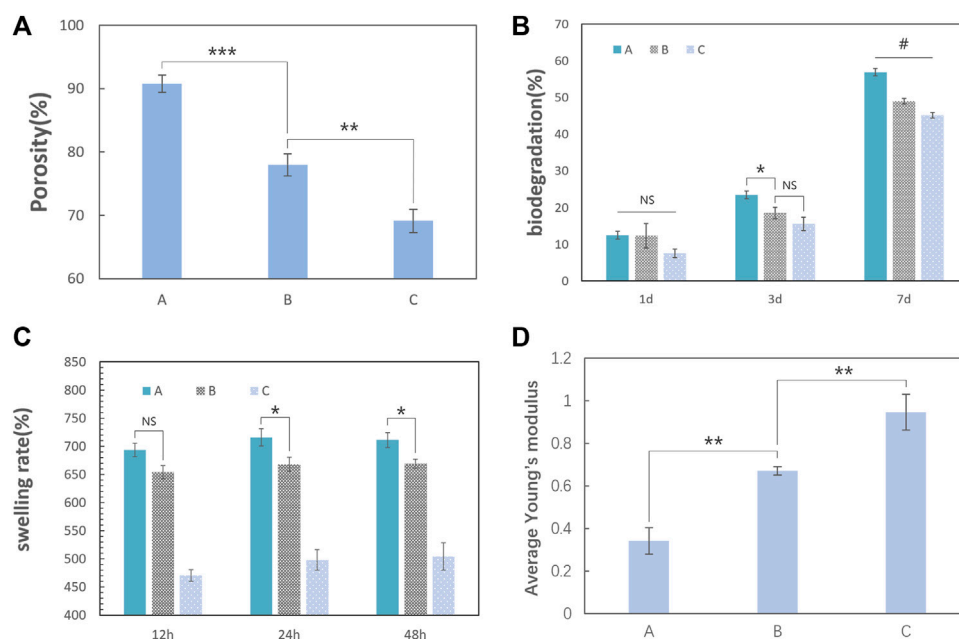 A
Porosity(%)
100
90
80
70
60
***
**
A B C
B
biodegradation(%)
70
60
50
40
30
20
10
0
A B C
NS
*
NS
#
1d 3d 7d
C
swelling rate(%)
850
800
750
700
650
600
550
500
450
400
A B C
NS
*
*
12h 24h 48h
D
Average Young's modulus
1.2
1
0.8
0.6
0.4
0.2
0
**
**
A B C